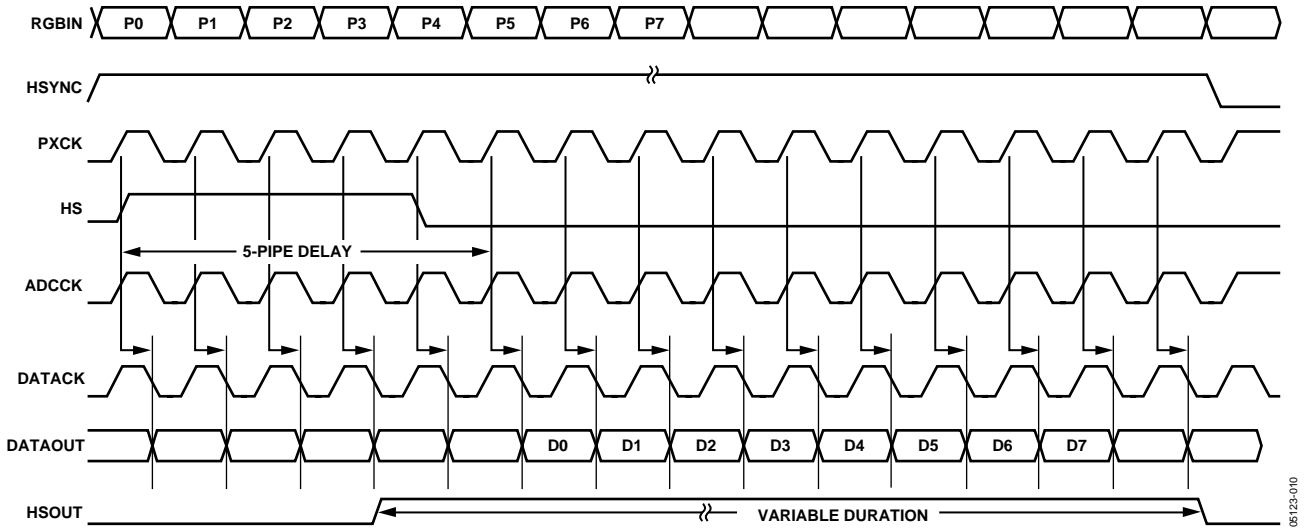 RGBIN P0 P1 P2 P3 P4 P5 P6 P7
HSYNC
PXCK
HS
5-PIPE DELAY
ADCCK
DATACK
DATAOUT D0 D1 D2 D3 D4 D5 D6 D7
HSOUT VARIABLE DURATION
05123-010